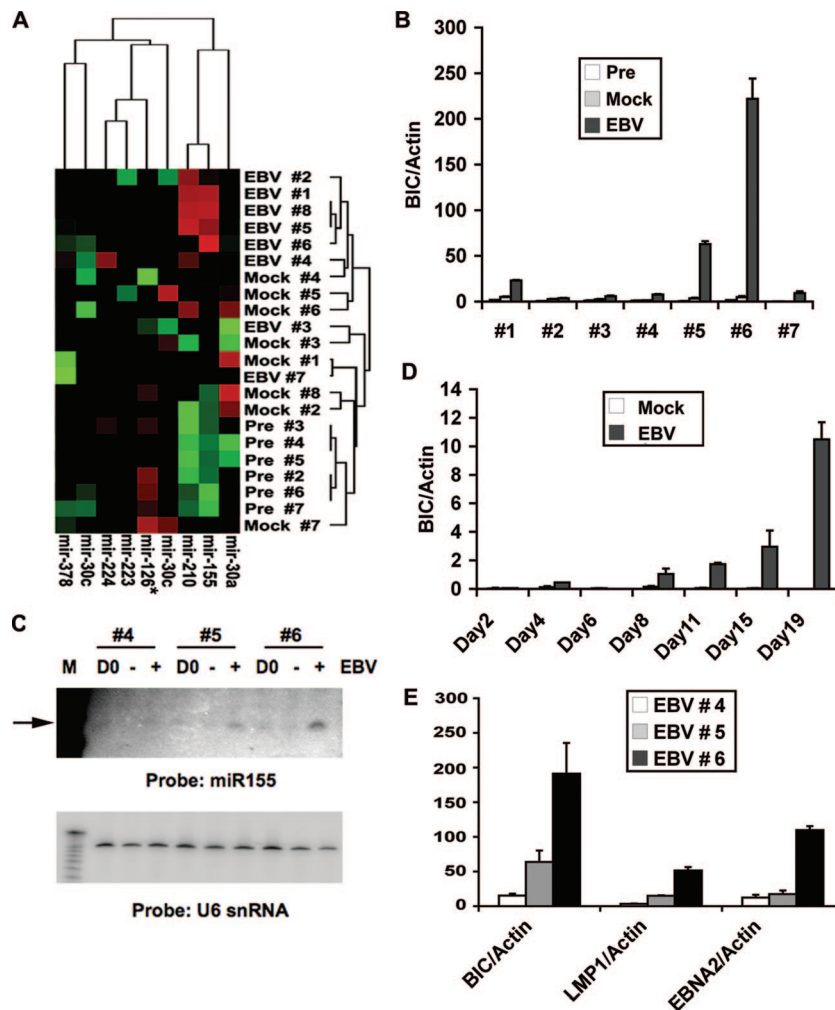 A
EBV #2
EBV #1
EBV #8
EBV #5
EBV #6
EBV #4
Mock #4
Mock #5
Mock #6
EBV #3
Mock #3
Mock #1
EBV #7
Mock #8
Mock #2
Pre #3
Pre #4
Pre #5
Pre #2
Pre #6
Pre #7
Mock #7
mir-378
mir-30c
mir-224
mir-223
mir-126*
mir-30c
mir-210
mir-155
mir-30a
B
BIC/Actin
300
250
200
150
100
50
0
Pre
Mock
EBV
#1 #2 #3 #4 #5 #6 #7
C
#4 #5 #6
M D0 - + D0 - + D0 - + EBV
Probe: miR155
Probe: U6 snRNA
D
BIC/Actin
14
12
10
8
6
4
2
0
Mock
EBV
Day2 Day4 Day6 Day8 Day11 Day15 Day19
E
300
250
200
150
100
50
0
EBV # 4
EBV # 5
EBV # 6
BIC/Actin LMP1/Actin EBNA2/Actin